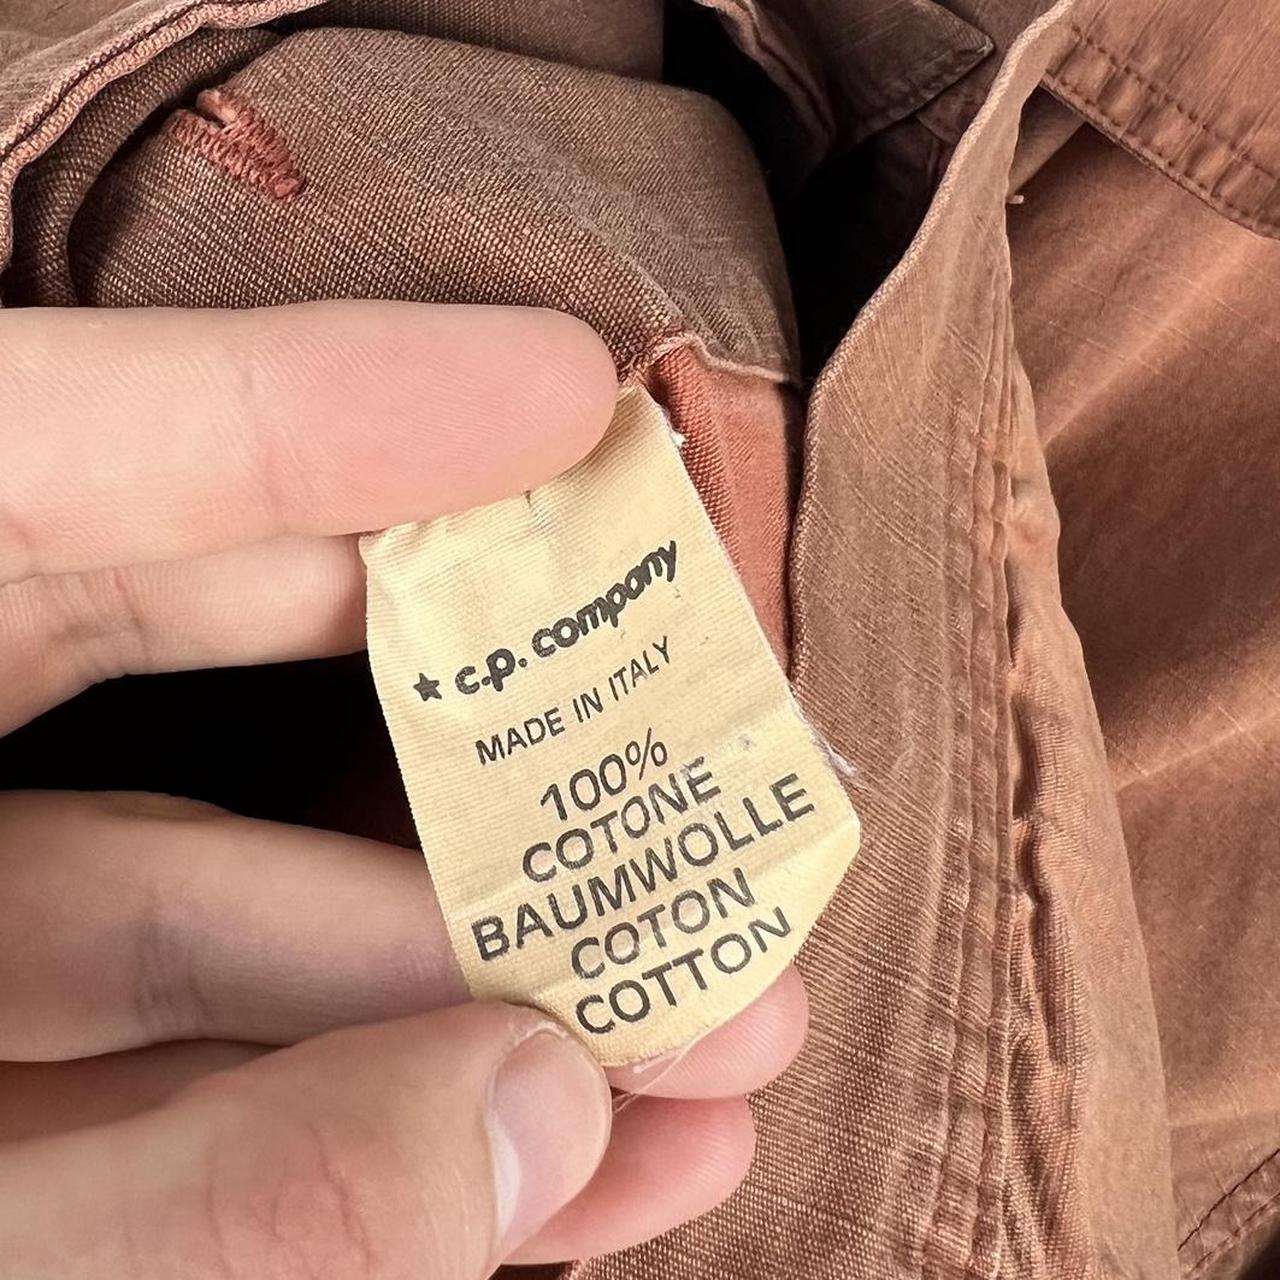 ★ c.p. company
MADE IN ITALY
100%
COTONE
BAUMWOLLE
COTON
COTTON